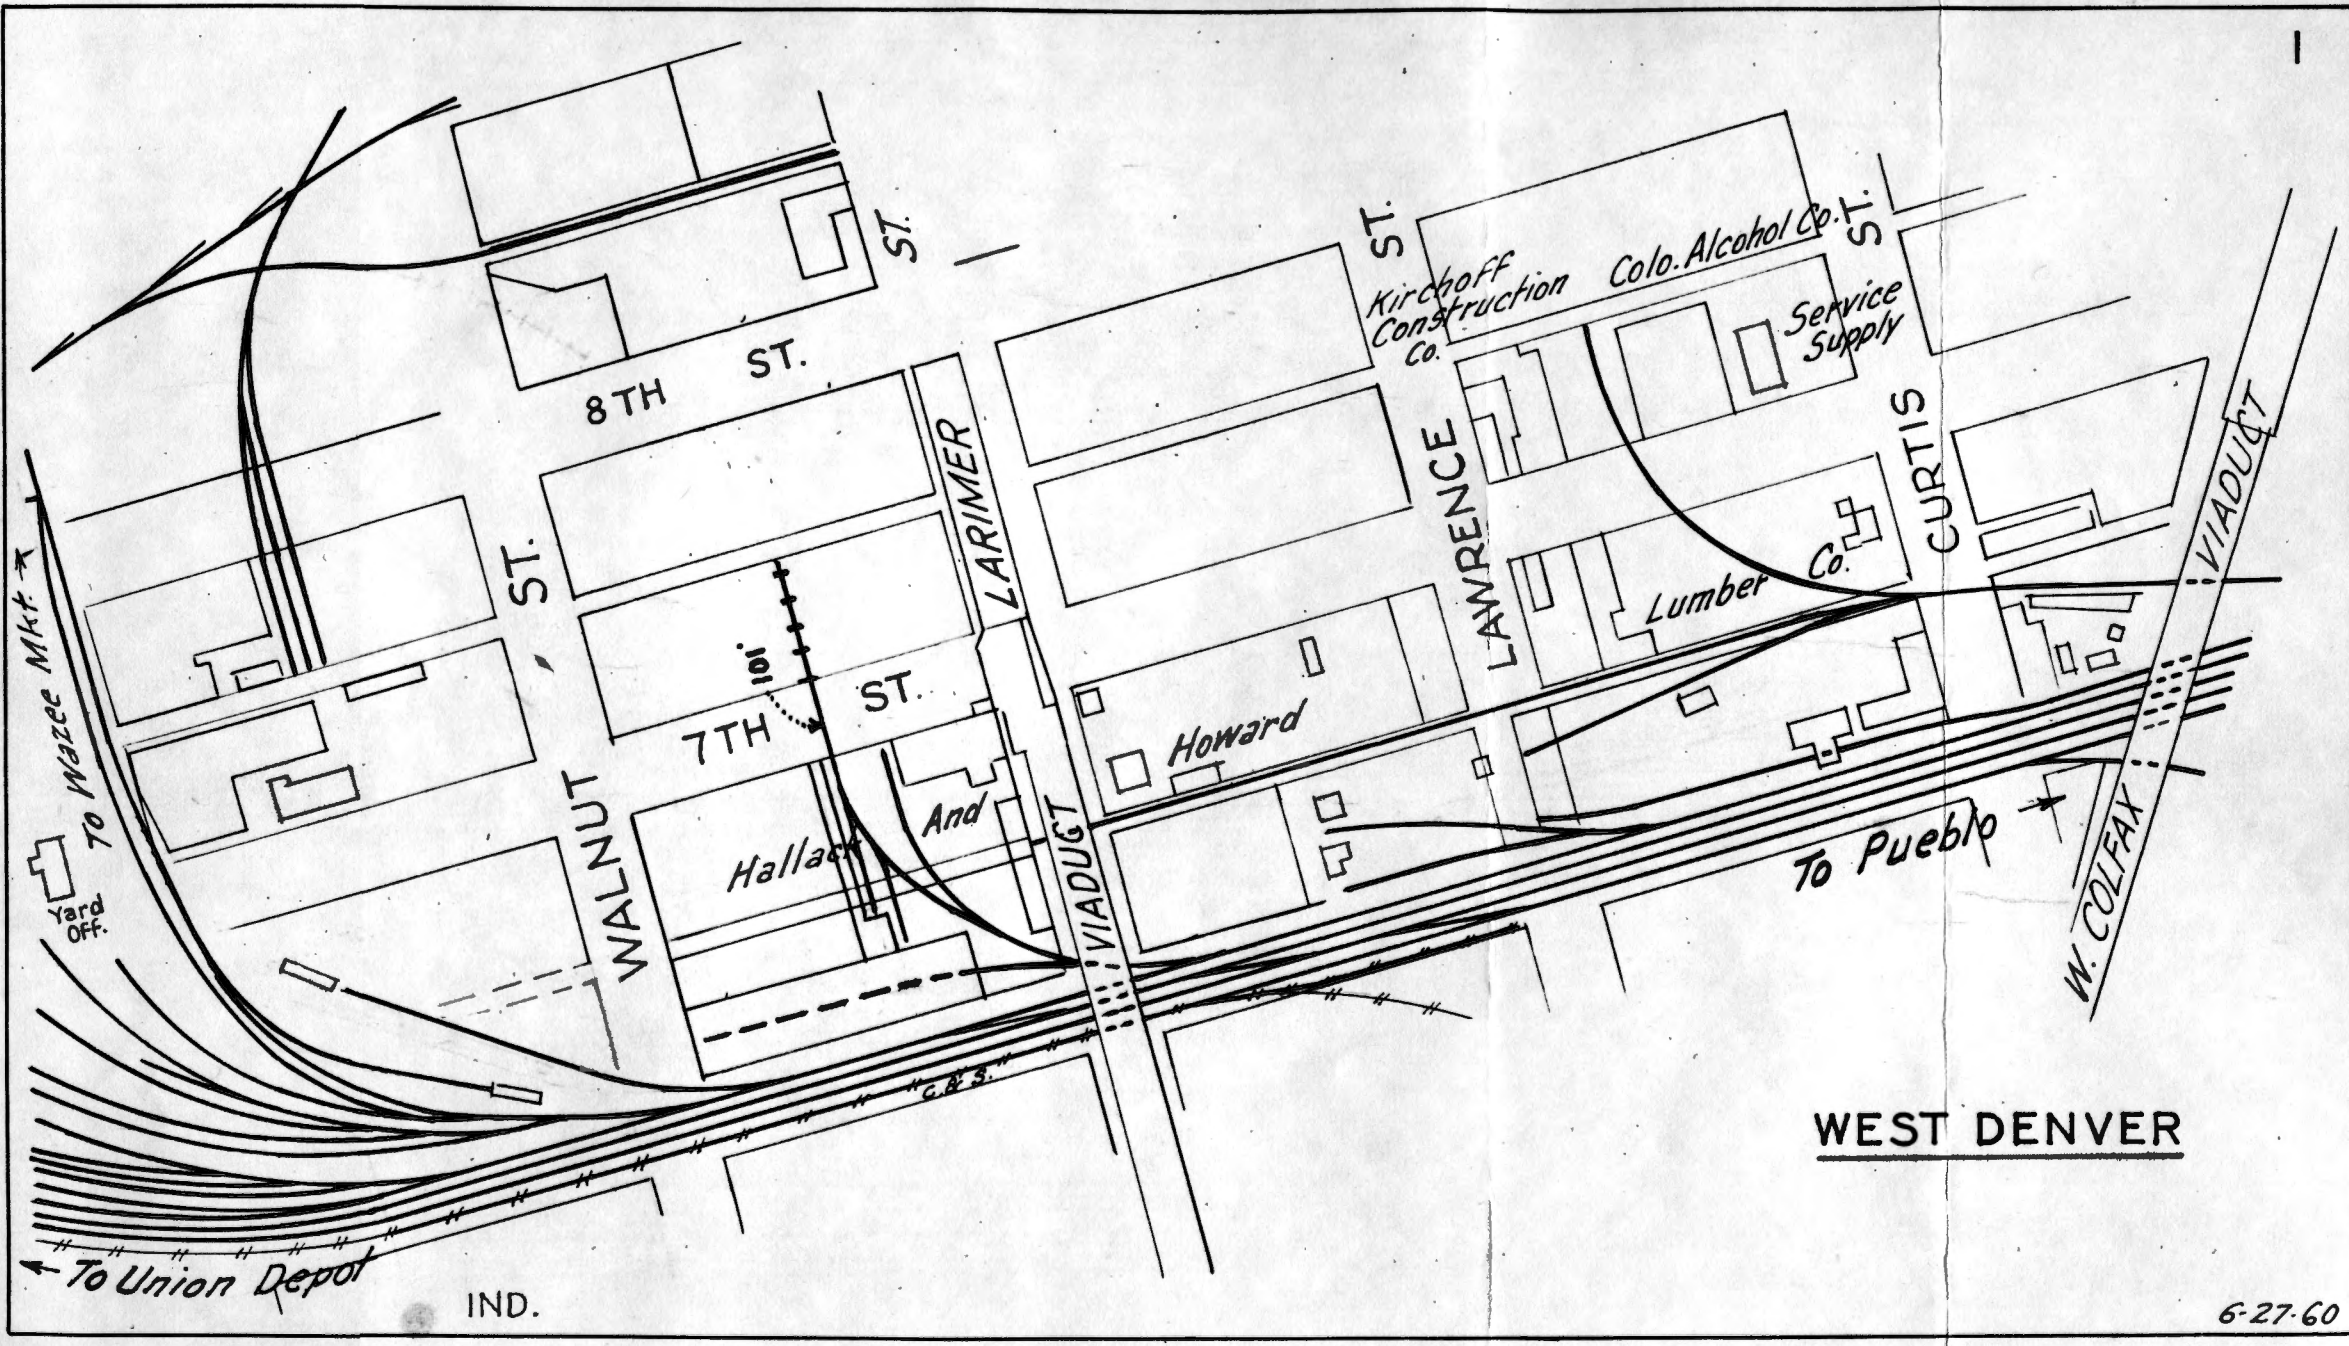 1
ST.
ST.
ST.
Kirchoff
Construction
Co.
Colo. Alcohol Co.
Service
Supply
8TH ST.
LARIMER
VIADUCT
LAWRENCE
CURTIS
VIADUCT
W. COLFAX
To Wazee Mkt.
ST.
WALNUT
101'
7TH ST.
Hallack And
Howard
Lumber Co.
Yard
Off.
To Pueblo
C. & S.
WEST DENVER
To Union Depot
IND.
6-27-60